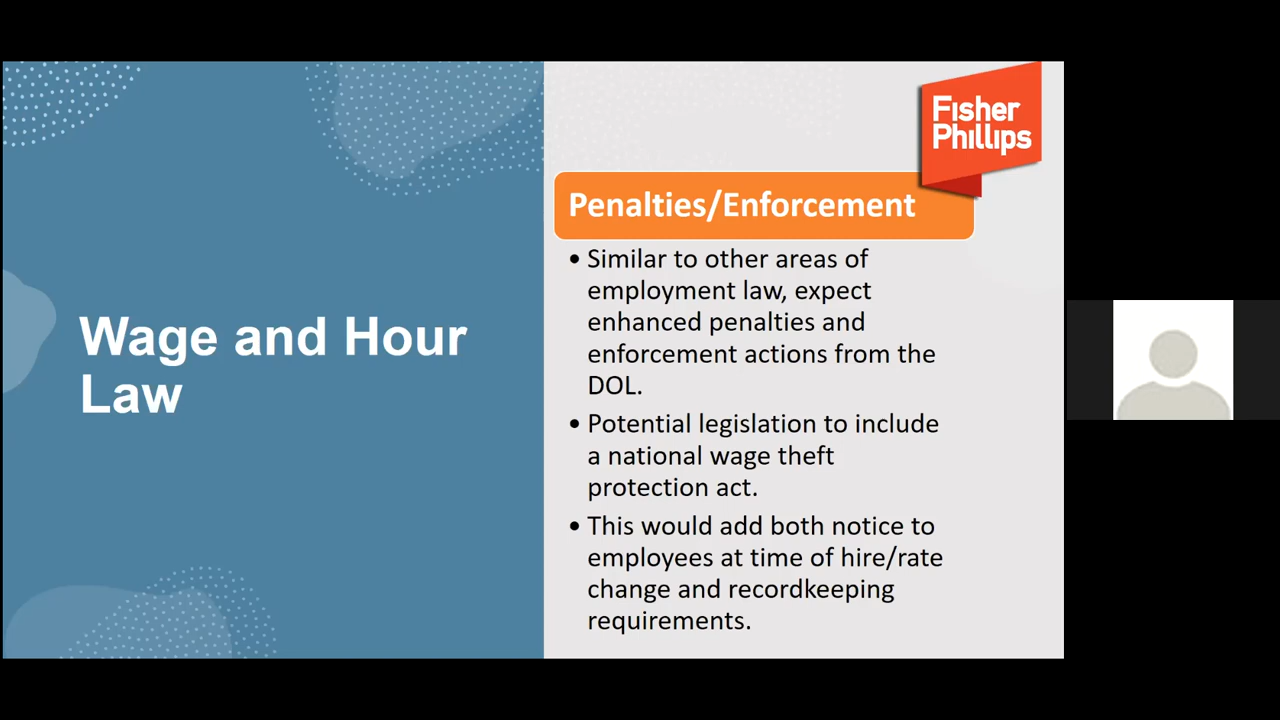 Wage and Hour
Law
Fisher
Phillips
Penalties/Enforcement
• Similar to other areas of
employment law, expect
enhanced penalties and
enforcement actions from the
DOL.
• Potential legislation to include
a national wage theft
protection act.
• This would add both notice to
employees at time of hire/rate
change and recordkeeping
requirements.